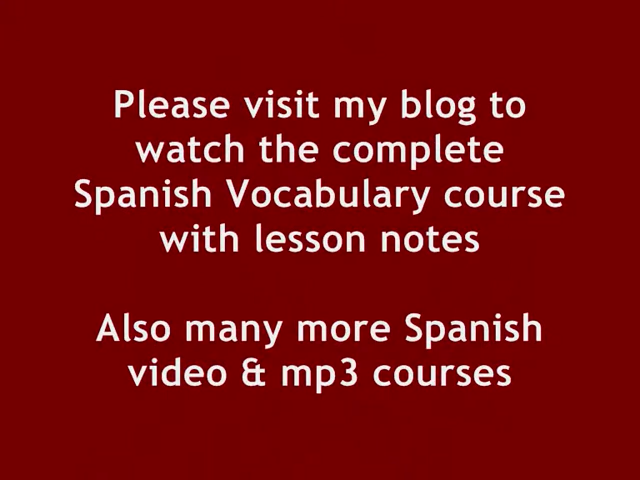 Please visit my blog to
watch the complete
Spanish Vocabulary course
with lesson notes
Also many more Spanish
video & mp3 courses